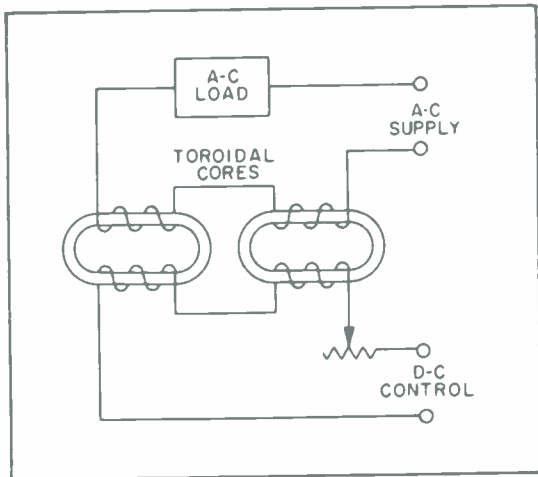 A-C
LOAD
A-C
SUPPLY
TOROIDAL
CORES
D-C
CONTROL